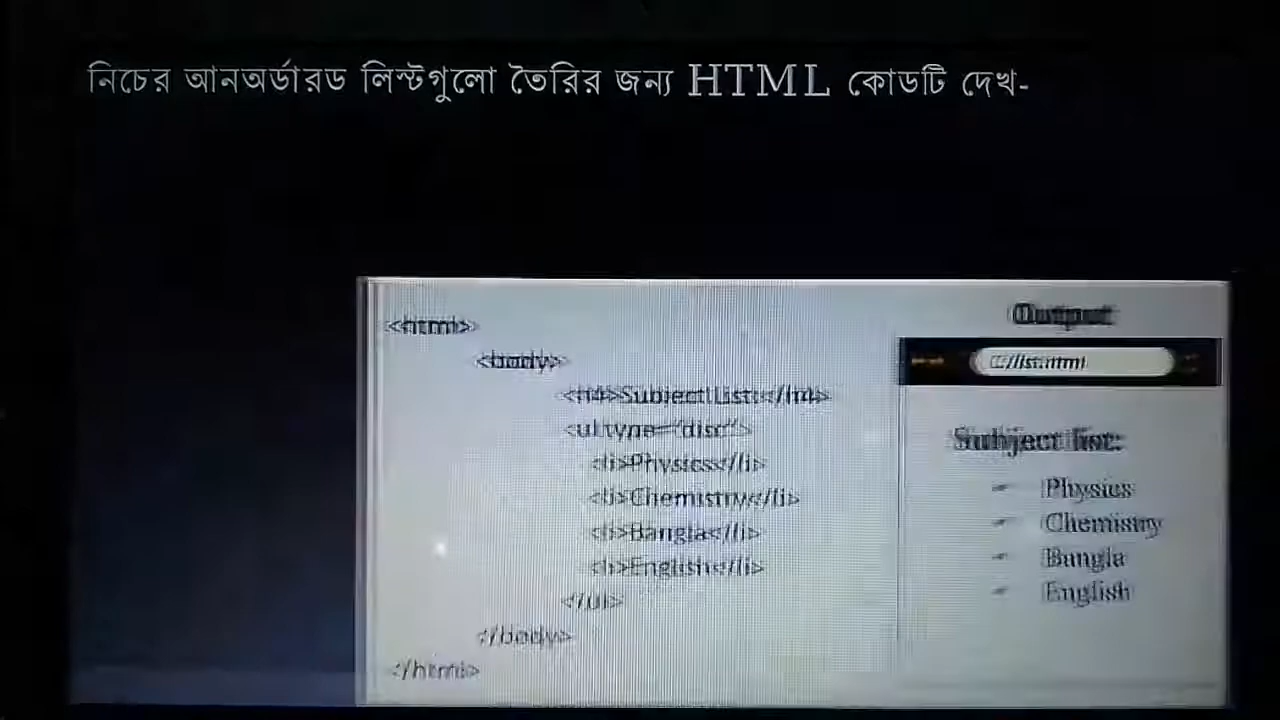 নিচের আনঅর্ডারড লিস্টগুলো তৈরির জন্য HTML কোডটি দেখ-
<html>
<body>
<h4>Subject List:</h4>
<ul type="disc">
<li>Physics</li>
<li>Chemistry</li>
<li>Bangla</li>
<li>English</li>
</ul>
</body>
</html>
Output
Subject list:
Physics
Chemistry
Bangla
English